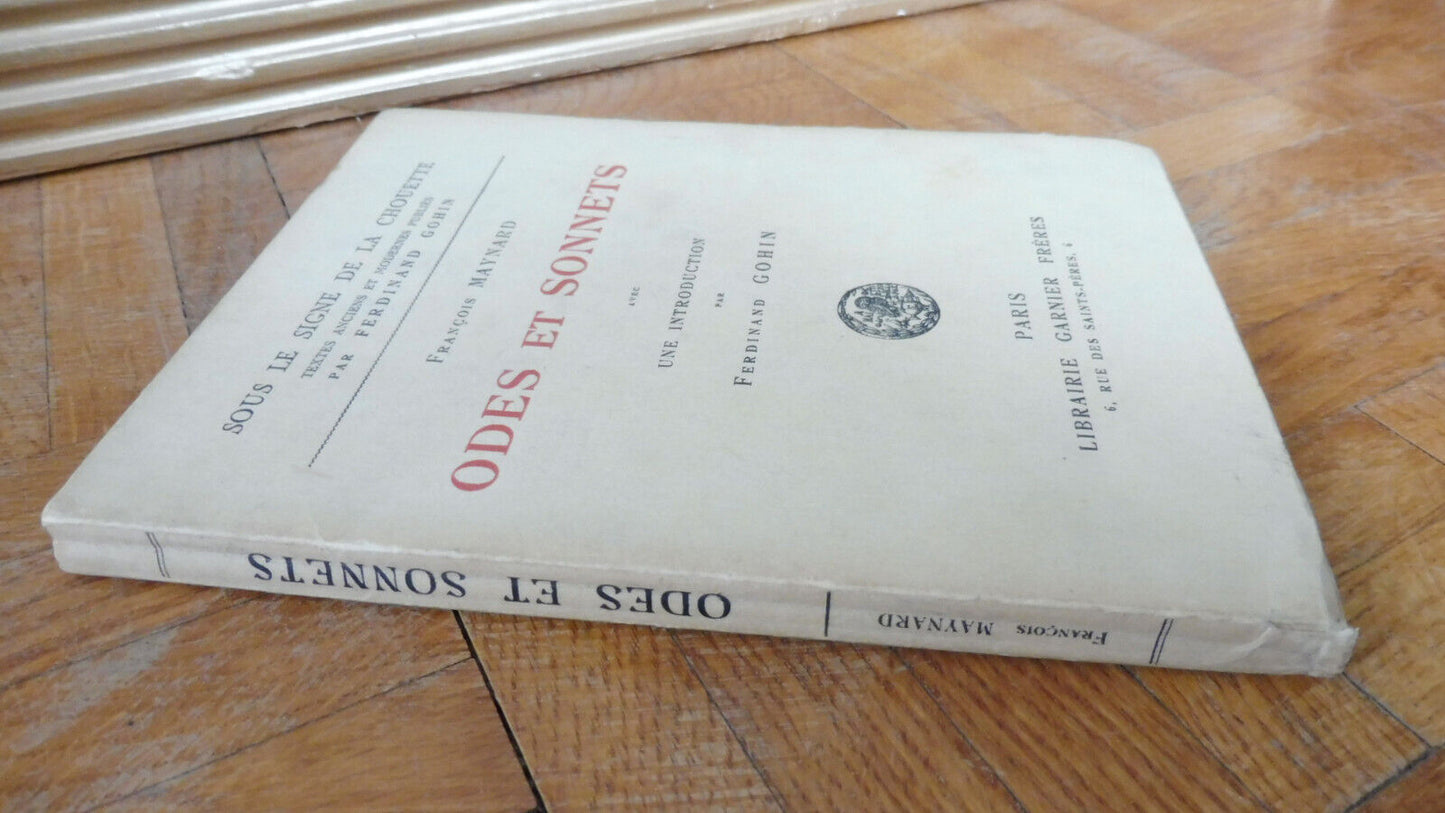 SOUS LE SIGNE DE LA CHOUETTE
TEXTES ANCIENS ET MODERNES PUBLIÉS
PAR FERDINAND GOHIN
FRANÇOIS MAYNARD
ODES ET SONNETS
AVEC
UNE INTRODUCTION
PAR
FERDINAND GOHIN
PARIS
LIBRAIRIE GARNIER FRÈRES
6, RUE DES SAINTS-PÈRES, 6
FRANÇOIS MAYNARD
ODES ET SONNETS